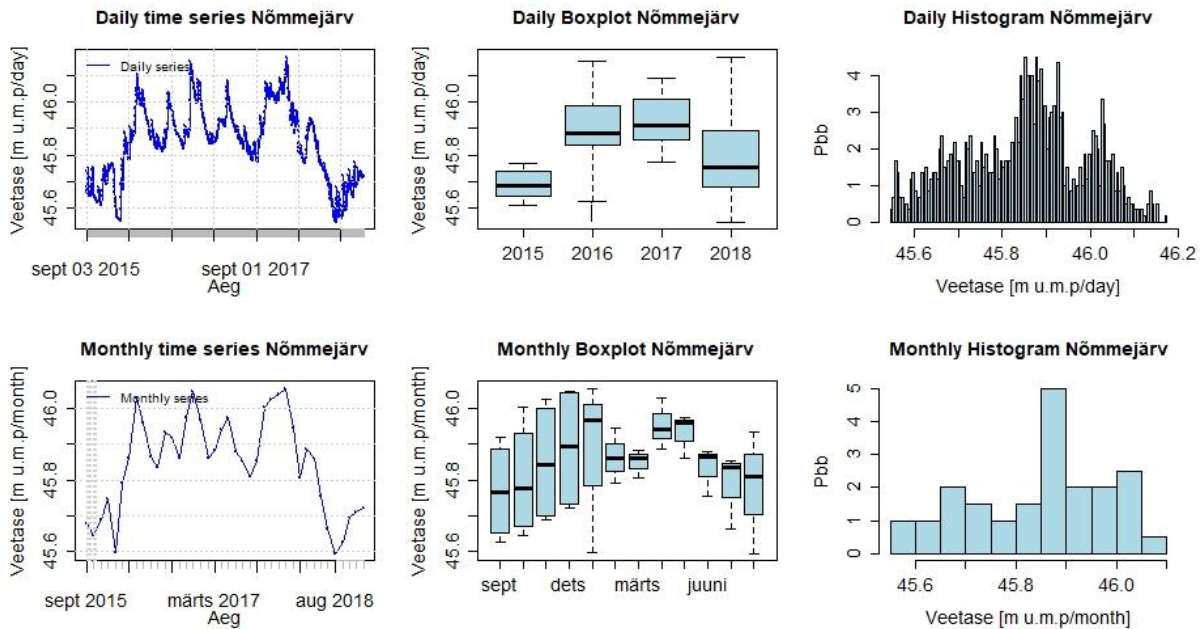 Daily time series Nõmmejärv
Veetase [m u.m.p/day]
45.6 45.8 46.0
Daily series
sept 03 2015 sept 01 2017
Aeg
Daily Boxplot Nõmmejärv
Veetase [m u.m.p/day]
45.6 45.8 46.0
2015 2016 2017 2018
Daily Histogram Nõmmejärv
Pbb
0 1 2 3 4
45.6 45.8 46.0 46.2
Veetase [m u.m.p/day]
Monthly time series Nõmmejärv
Veetase [m u.m.p/month]
45.6 45.8 46.0
Monthly series
sept 2015 märts 2017 aug 2018
Aeg
Monthly Boxplot Nõmmejärv
Veetase [m u.m.p/month]
45.6 45.8 46.0
sept dets märts juuni
Monthly Histogram Nõmmejärv
Pbb
0 1 2 3 4 5
45.6 45.8 46.0
Veetase [m u.m.p/month]